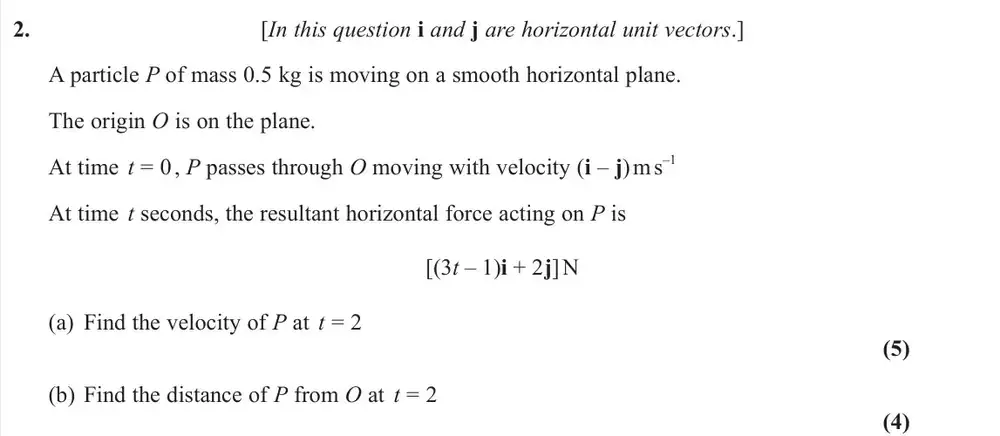 2. [In this question i and j are horizontal unit vectors.]
A particle P of mass 0.5 kg is moving on a smooth horizontal plane.
The origin O is on the plane.
At time t = 0, P passes through O moving with velocity (i – j) m s⁻¹
At time t seconds, the resultant horizontal force acting on P is
[(3t – 1)i + 2j] N
(a) Find the velocity of P at t = 2
(5)
(b) Find the distance of P from O at t = 2
(4)